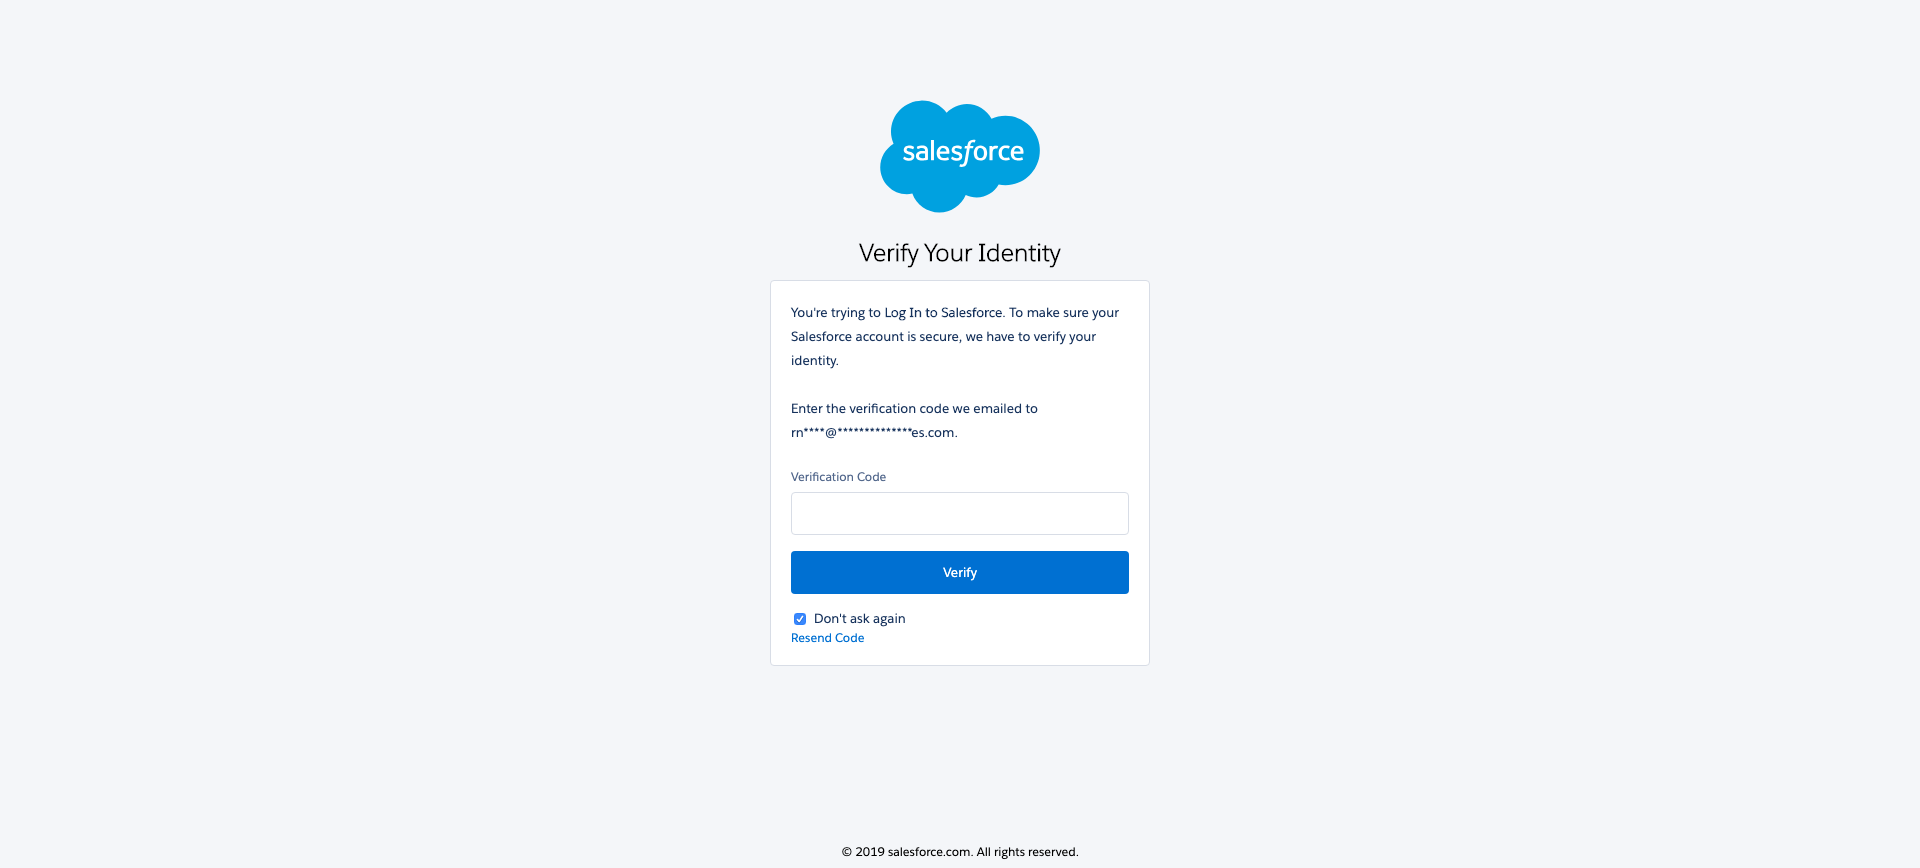 salesforce
Verify Your Identity
You're trying to Log In to Salesforce. To make sure your
Salesforce account is secure, we have to verify your
identity.
Enter the verification code we emailed to
rn****@**************es.com.
Verification Code
Verify
Don't ask again
Resend Code
© 2019 salesforce.com. All rights reserved.